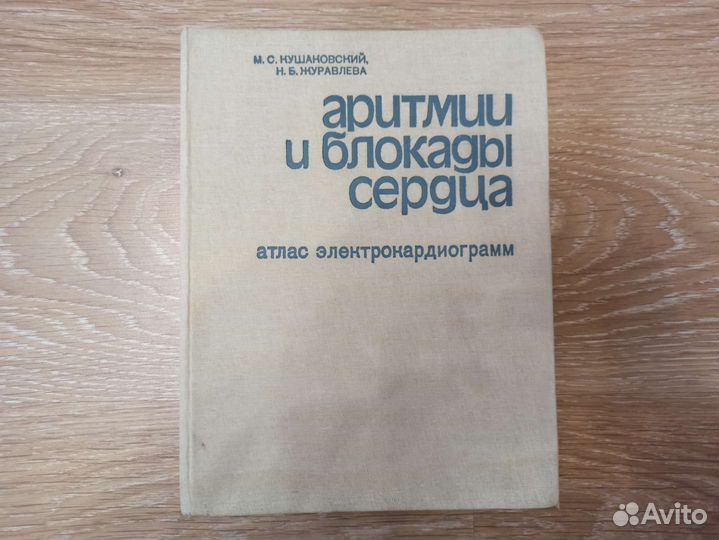 М. С. КУШАКОВСКИЙ,
Н. Б. ЖУРАВЛЕВА
аритмии
и блокады
сердца
атлас электрокардиограмм
Avito